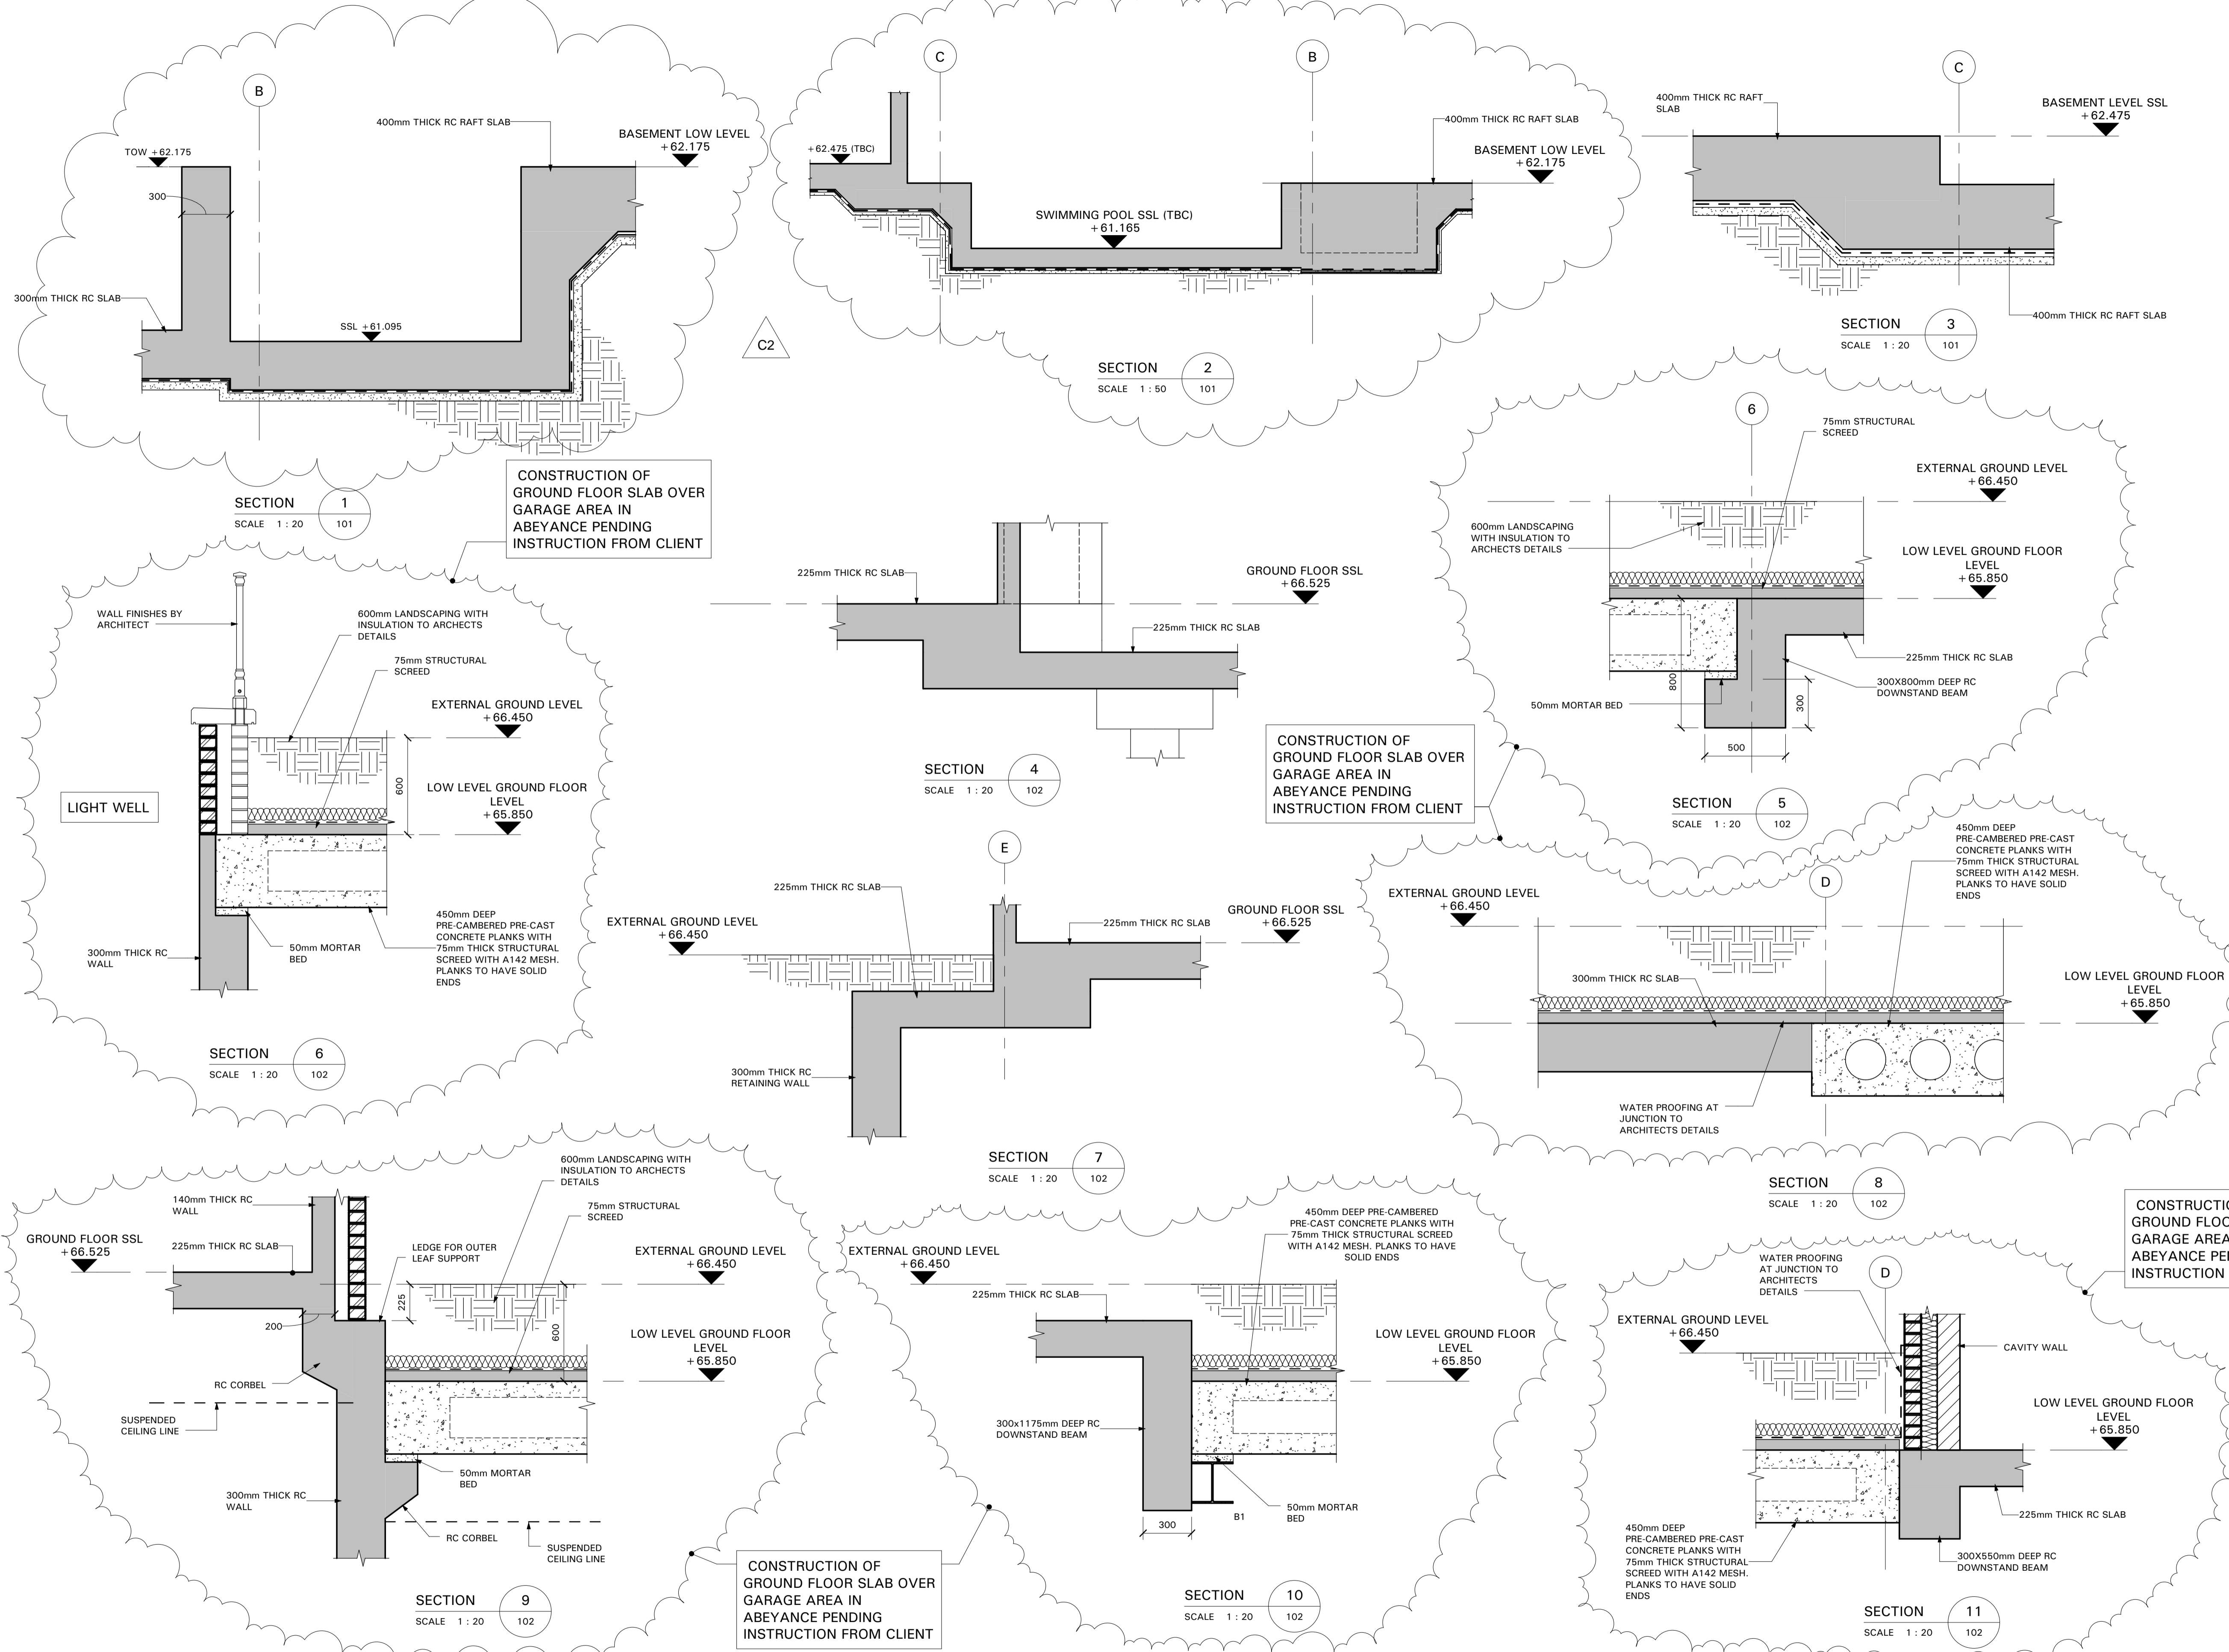 B
400mm THICK RC RAFT SLAB
BASEMENT LOW LEVEL
+62.175
TOW +62.175
300
300mm THICK RC SLAB
SSL +61.095
SECTION
1
SCALE 1 : 20
101
C
B
400mm THICK RC RAFT SLAB
+62.475 (TBC)
BASEMENT LOW LEVEL
+62.175
SWIMMING POOL SSL (TBC)
+61.165
C2
SECTION
2
SCALE 1 : 50
101
C
400mm THICK RC RAFT
SLAB
BASEMENT LEVEL SSL
+62.475
400mm THICK RC RAFT SLAB
SECTION
3
SCALE 1 : 20
101
CONSTRUCTION OF
GROUND FLOOR SLAB OVER
GARAGE AREA IN
ABEYANCE PENDING
INSTRUCTION FROM CLIENT
225mm THICK RC SLAB
GROUND FLOOR SSL
+66.525
225mm THICK RC SLAB
SECTION
4
SCALE 1 : 20
102
6
75mm STRUCTURAL
SCREED
EXTERNAL GROUND LEVEL
+66.450
600mm LANDSCAPING
WITH INSULATION TO
ARCHECTS DETAILS
LOW LEVEL GROUND FLOOR
LEVEL
+65.850
225mm THICK RC SLAB
800
300X800mm DEEP RC
DOWNSTAND BEAM
50mm MORTAR BED
300
500
SECTION
5
SCALE 1 : 20
102
CONSTRUCTION OF
GROUND FLOOR SLAB OVER
GARAGE AREA IN
ABEYANCE PENDING
INSTRUCTION FROM CLIENT
WALL FINISHES BY
ARCHITECT
600mm LANDSCAPING WITH
INSULATION TO ARCHECTS
DETAILS
75mm STRUCTURAL
SCREED
EXTERNAL GROUND LEVEL
+66.450
600
LOW LEVEL GROUND FLOOR
LEVEL
+65.850
LIGHT WELL
300mm THICK RC
WALL
50mm MORTAR
BED
450mm DEEP
PRE-CAMBERED PRE-CAST
CONCRETE PLANKS WITH
75mm THICK STRUCTURAL
SCREED WITH A142 MESH.
PLANKS TO HAVE SOLID
ENDS
SECTION
6
SCALE 1 : 20
102
E
225mm THICK RC SLAB
EXTERNAL GROUND LEVEL
+66.450
225mm THICK RC SLAB
GROUND FLOOR SSL
+66.525
300mm THICK RC
RETAINING WALL
SECTION
7
SCALE 1 : 20
102
D
450mm DEEP
PRE-CAMBERED PRE-CAST
CONCRETE PLANKS WITH
75mm THICK STRUCTURAL
SCREED WITH A142 MESH.
PLANKS TO HAVE SOLID
ENDS
EXTERNAL GROUND LEVEL
+66.450
300mm THICK RC SLAB
LOW LEVEL GROUND FLOOR
LEVEL
+65.850
WATER PROOFING AT
JUNCTION TO
ARCHITECTS DETAILS
SECTION
8
SCALE 1 : 20
102
140mm THICK RC
WALL
GROUND FLOOR SSL
+66.525
225mm THICK RC SLAB
600mm LANDSCAPING WITH
INSULATION TO ARCHECTS
DETAILS
75mm STRUCTURAL
SCREED
LEDGE FOR OUTER
LEAF SUPPORT
EXTERNAL GROUND LEVEL
+66.450
225
200
600
LOW LEVEL GROUND FLOOR
LEVEL
+65.850
RC CORBEL
SUSPENDED
CEILING LINE
50mm MORTAR
BED
300mm THICK RC
WALL
RC CORBEL
SUSPENDED
CEILING LINE
SECTION
9
SCALE 1 : 20
102
CONSTRUCTION OF
GROUND FLOOR SLAB OVER
GARAGE AREA IN
ABEYANCE PENDING
INSTRUCTION FROM CLIENT
450mm DEEP PRE-CAMBERED
PRE-CAST CONCRETE PLANKS WITH
75mm THICK STRUCTURAL SCREED
WITH A142 MESH. PLANKS TO HAVE
SOLID ENDS
EXTERNAL GROUND LEVEL
+66.450
225mm THICK RC SLAB
LOW LEVEL GROUND FLOOR
LEVEL
+65.850
300x1175mm DEEP RC
DOWNSTAND BEAM
300
B1
50mm MORTAR
BED
SECTION
10
SCALE 1 : 20
102
WATER PROOFING
AT JUNCTION TO
ARCHITECTS
DETAILS
D
EXTERNAL GROUND LEVEL
+66.450
CAVITY WALL
LOW LEVEL GROUND FLOOR
LEVEL
+65.850
225mm THICK RC SLAB
450mm DEEP
PRE-CAMBERED PRE-CAST
CONCRETE PLANKS WITH
75mm THICK STRUCTURAL
SCREED WITH A142 MESH.
PLANKS TO HAVE SOLID
ENDS
300X550mm DEEP RC
DOWNSTAND BEAM
SECTION
11
SCALE 1 : 20
102
GARAGE AREA
INSTRUCTION